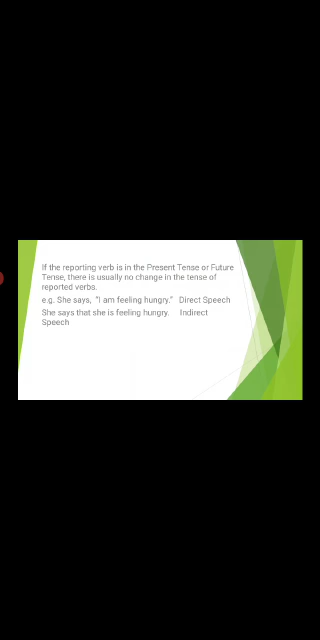 If the reporting verb is in the Present Tense or Future
Tense, there is usually no change in the tense of
reported verbs.
e.g. She says,  "I am feeling hungry."  Direct Speech
She says that she is feeling hungry.    Indirect
Speech